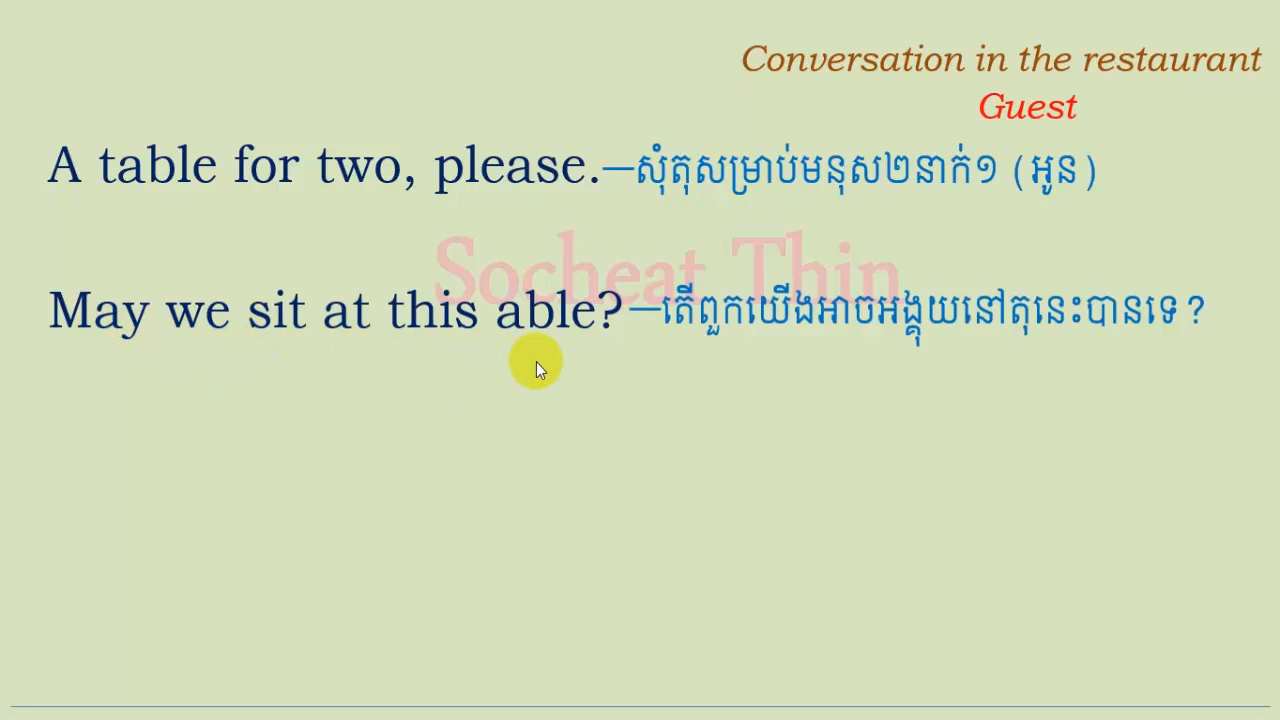 Conversation in the restaurant
Guest
A table for two, please.—សុំតុសម្រាប់មនុស២នាក់១ (អូន)
Socheat Thin
May we sit at this able?—តើពួកយើងអាចអង្គុយនៅតុនេះបានទេ?